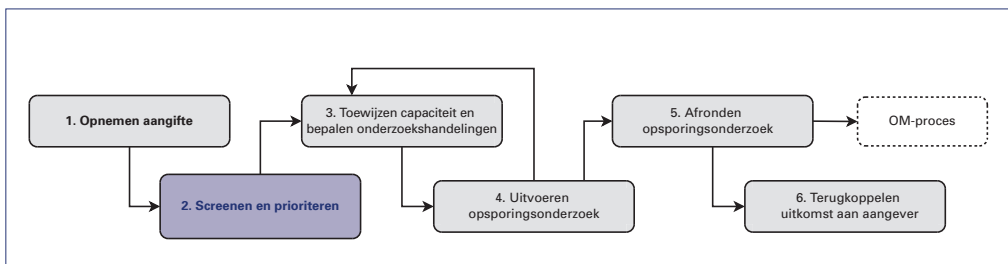 1. Opnemen aangifte
2. Screenen en prioriteren
3. Toewijzen capaciteit en
bepalen onderzoekshandelingen
4. Uitvoeren
opsporingsonderzoek
5. Afronden
opsporingsonderzoek
OM-proces
6. Terugkoppelen
uitkomst aan aangever